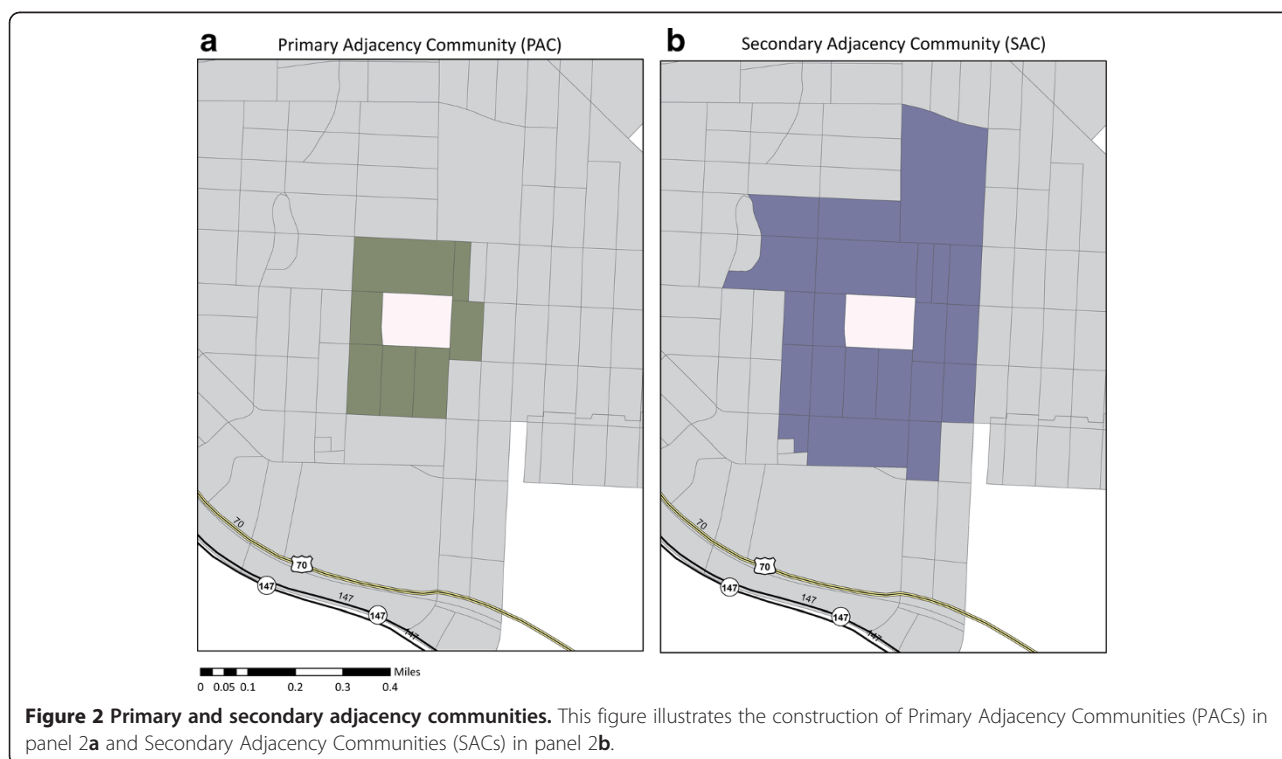 a Primary Adjacency Community (PAC)
b Secondary Adjacency Community (SAC)
70
70
147
147
147
147
70
70
147
147
147
147
Miles
0 0.05 0.1 0.2 0.3 0.4
Figure 2 Primary and secondary adjacency communities. This figure illustrates the construction of Primary Adjacency Communities (PACs) in
panel 2a and Secondary Adjacency Communities (SACs) in panel 2b.